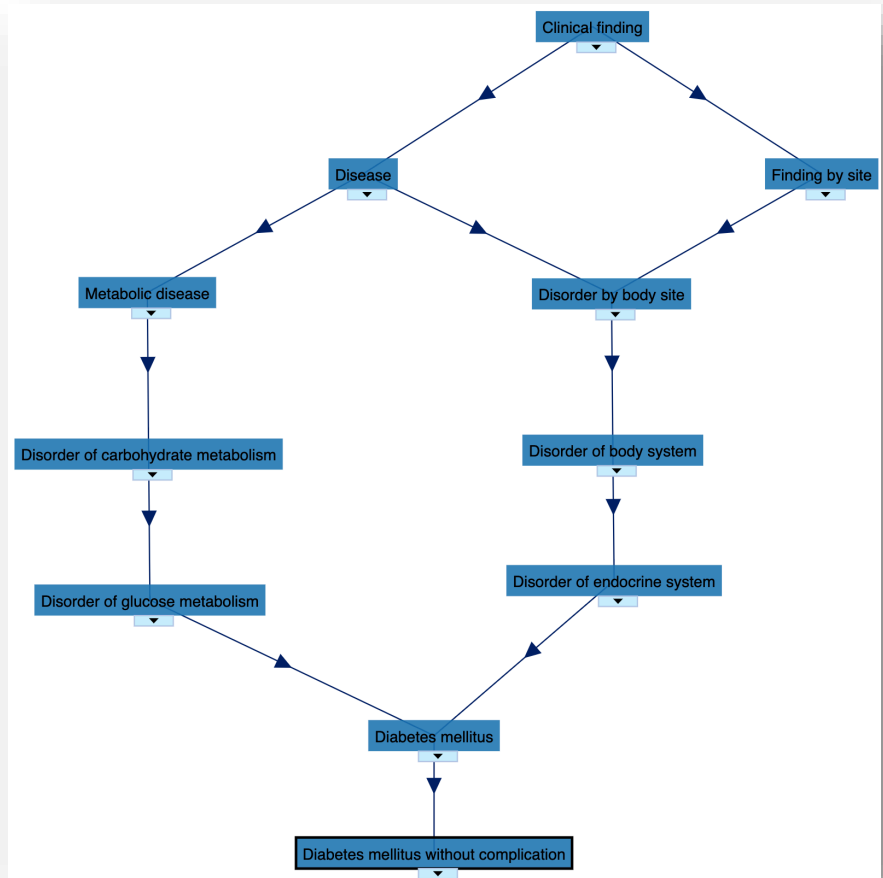 Clinical finding
Disease
Finding by site
Metabolic disease
Disorder by body site
Disorder of carbohydrate metabolism
Disorder of body system
Disorder of glucose metabolism
Disorder of endocrine system
Diabetes mellitus
Diabetes mellitus without complication